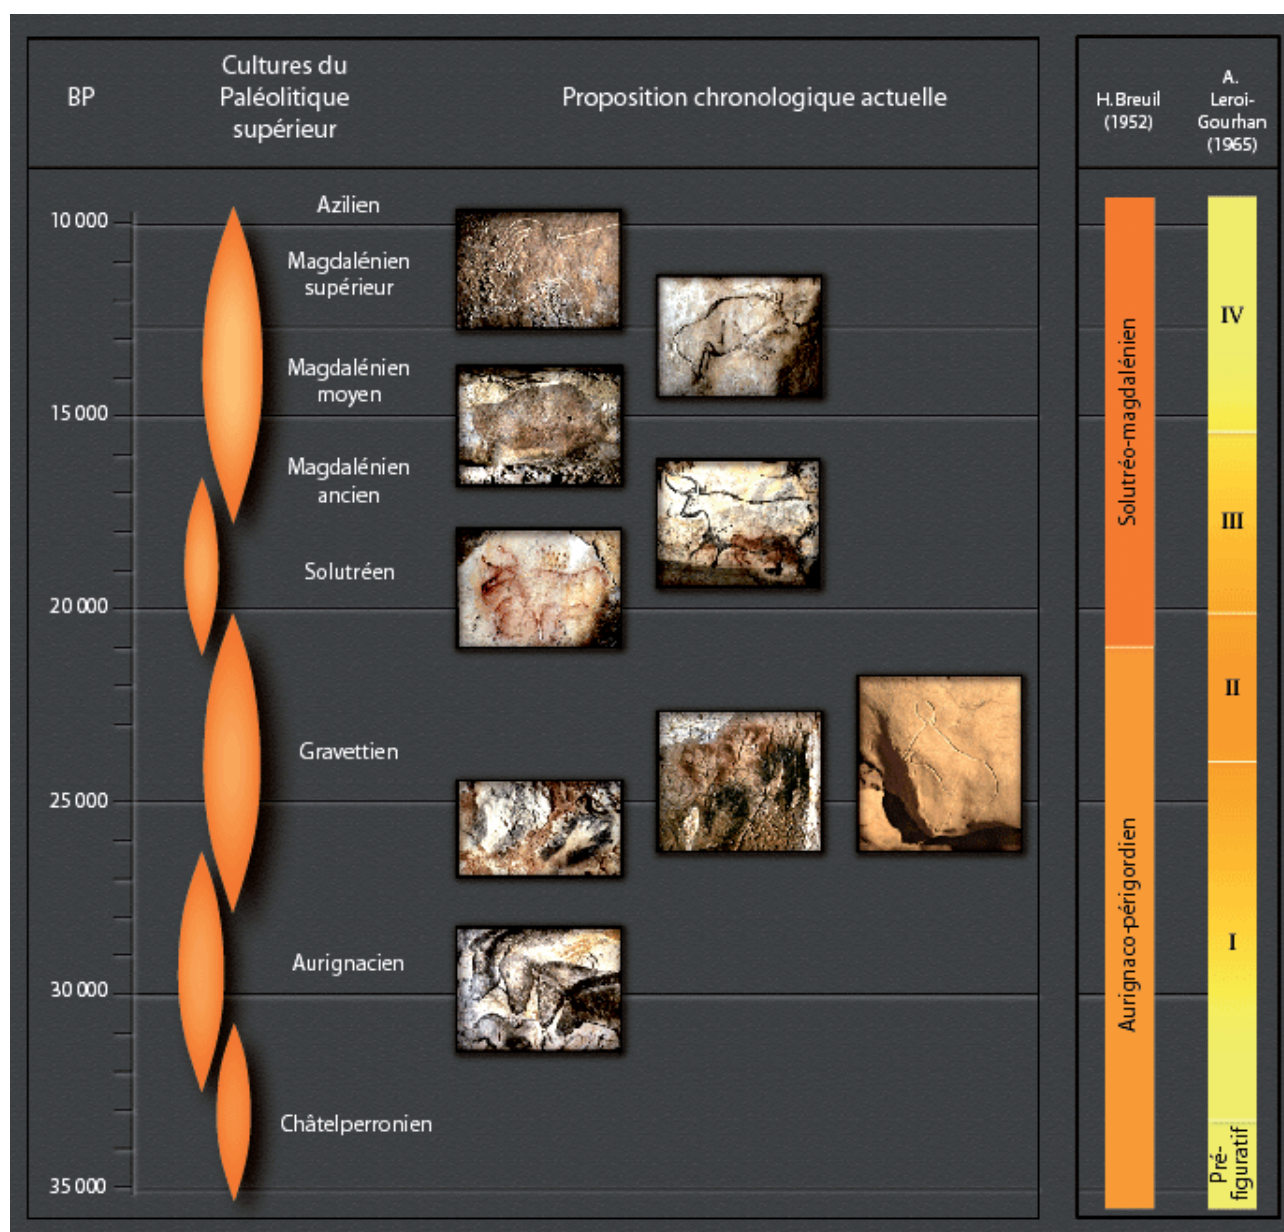 BP
Cultures du
Paléolitique
supérieur
Proposition chronologique actuelle
H.Breuil
(1952)
A.
Leroi-
Gourhan
(1965)
10 000
15 000
20 000
25 000
30 000
35 000
Azilien
Magdalénien
supérieur
Magdalénien
moyen
Magdalénien
ancien
Solutréen
Gravettien
Aurignacien
Châtelperronien
Solutréo-magdalénien
Aurignaco-périgordien
IV
III
II
I
Pré-
figuratif